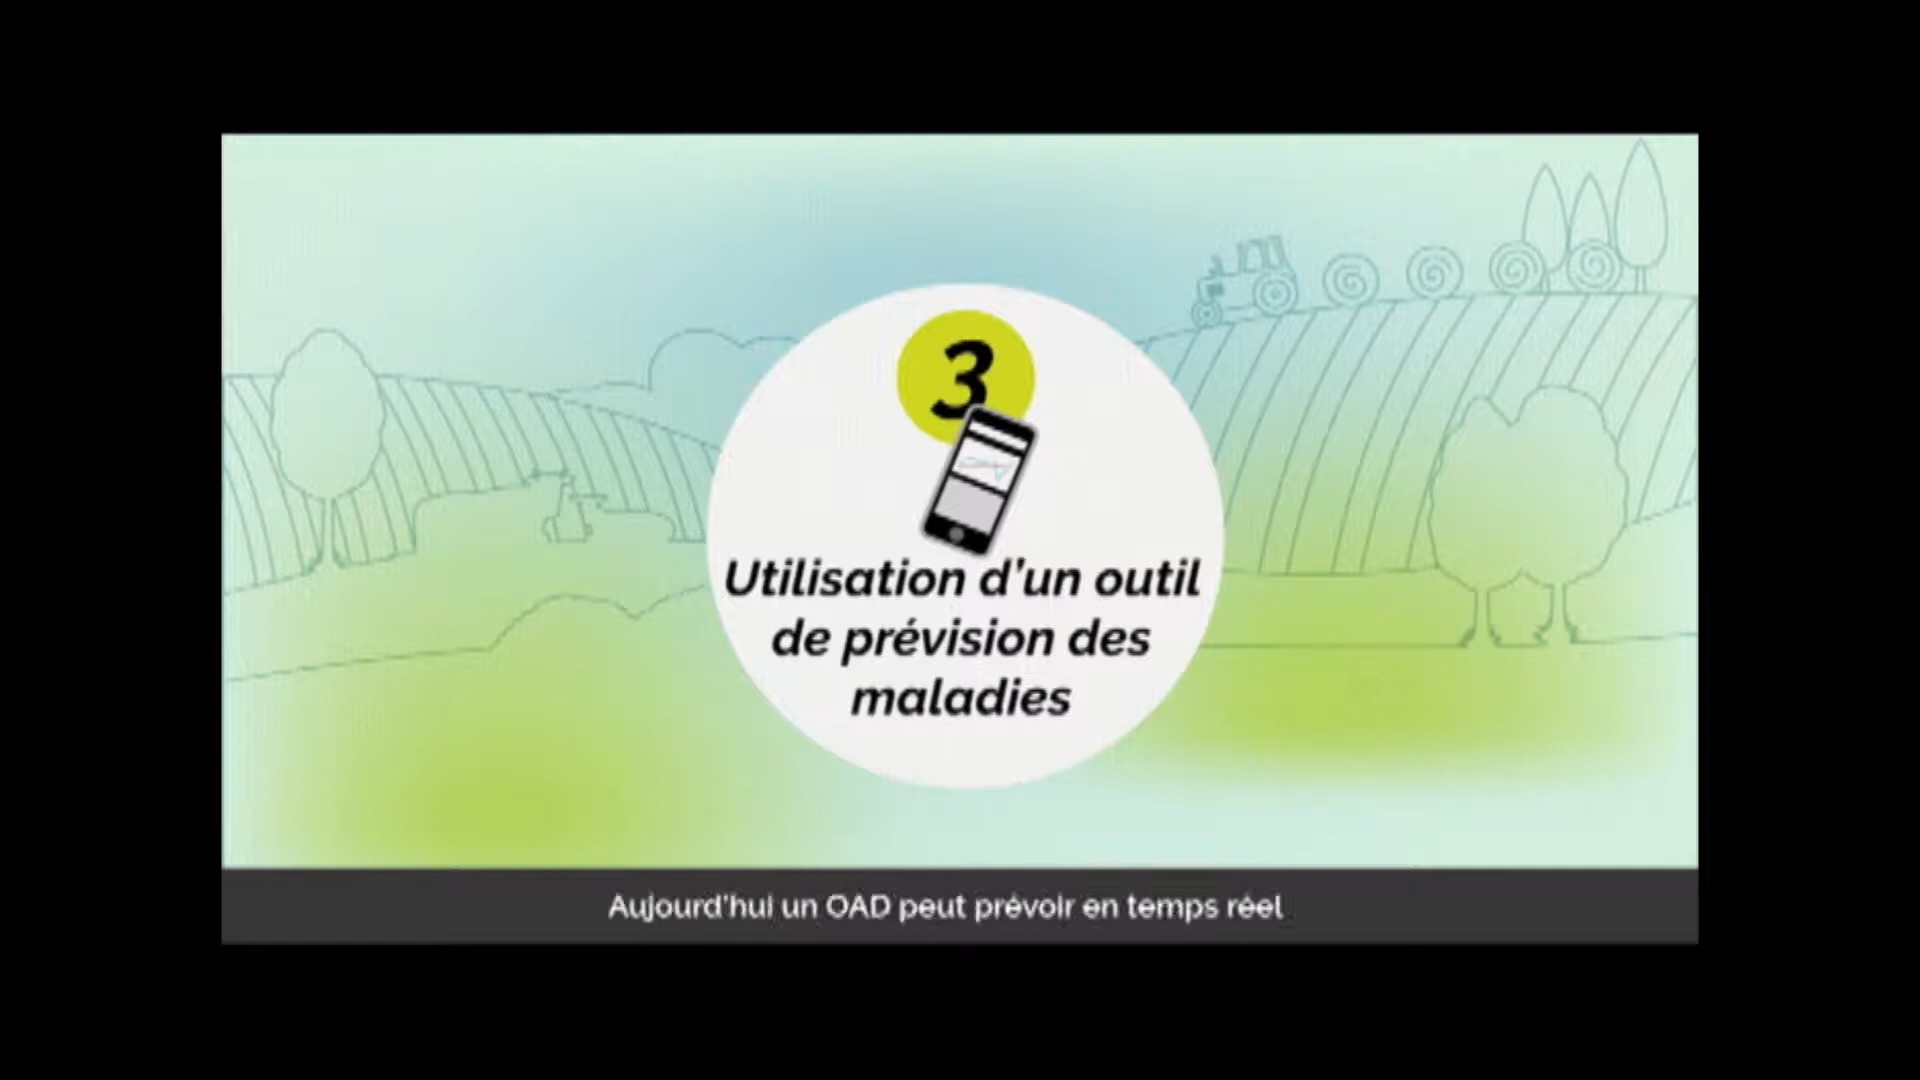 3
Utilisation d'un outil
de prévision des
maladies
Aujourd'hui un OAD peut prévoir en temps réel